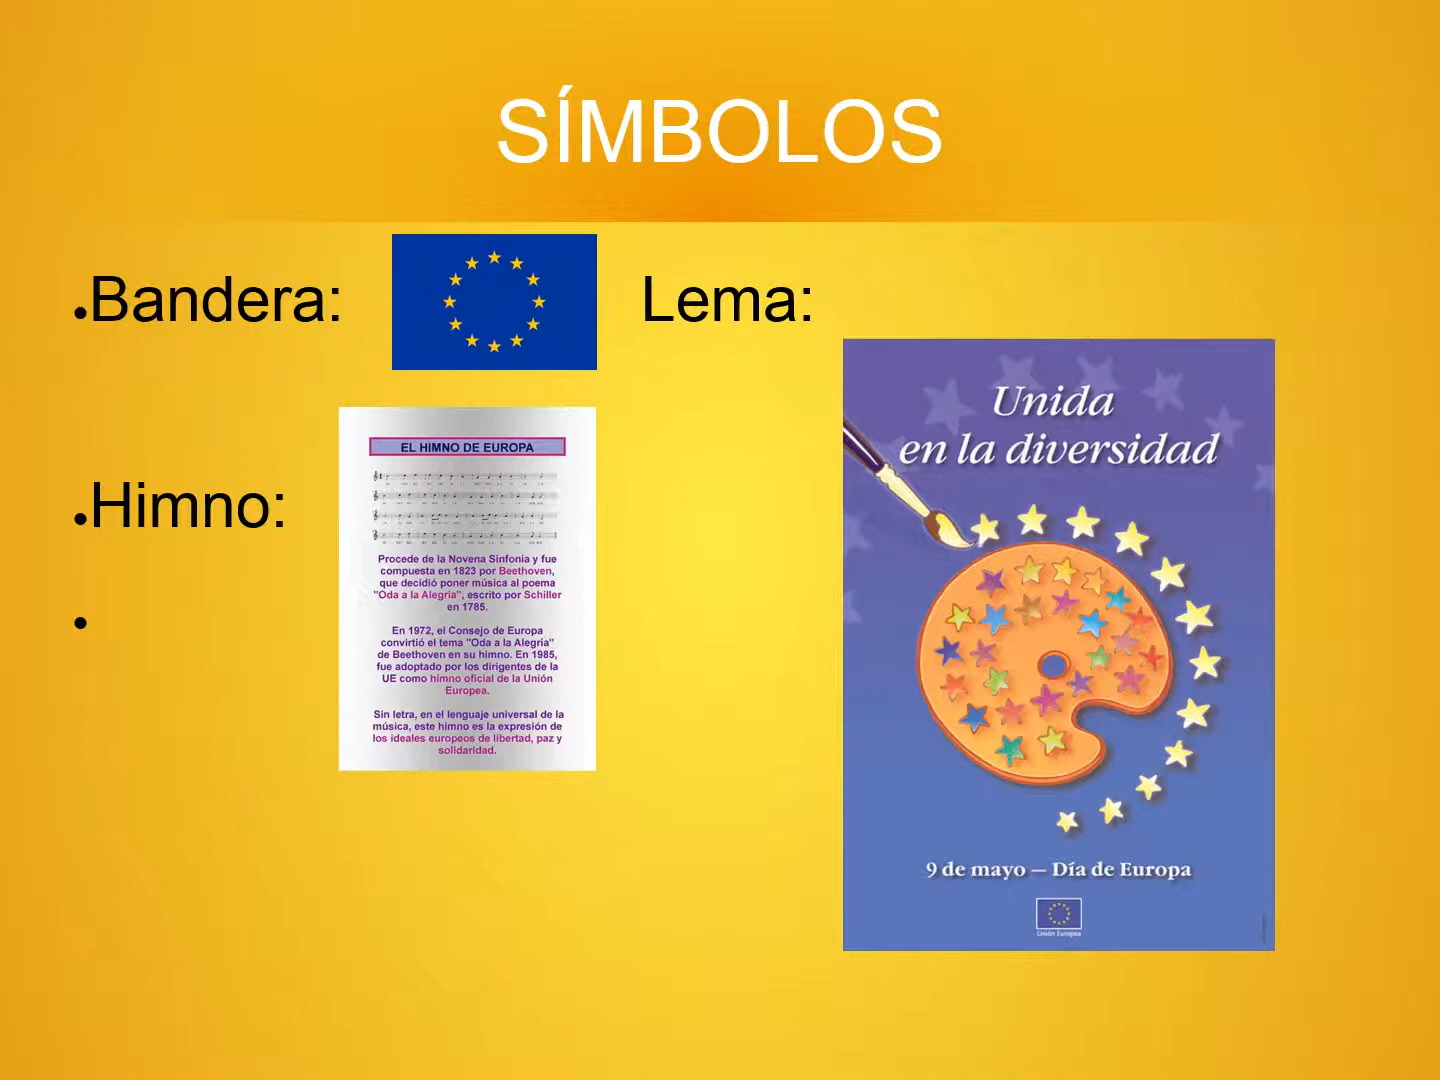 SÍMBOLOS
●Bandera:
Lema:
●Himno:
●
EL HIMNO DE EUROPA
Procede de la Novena Sinfonía y fue
compuesta en 1823 por Beethoven,
que decidió poner música al poema
"Oda a la Alegría", escrito por Schiller
en 1785.
En 1972, el Consejo de Europa
convirtió el tema "Oda a la Alegría"
de Beethoven en su himno. En 1985,
fue adoptado por los dirigentes de la
UE como himno oficial de la Unión
Europea.
Sin letra, en el lenguaje universal de la
música, este himno es la expresión de
los ideales europeos de libertad, paz y
solidaridad.
Unida
en la diversidad
9 de mayo – Día de Europa
Unión Europea